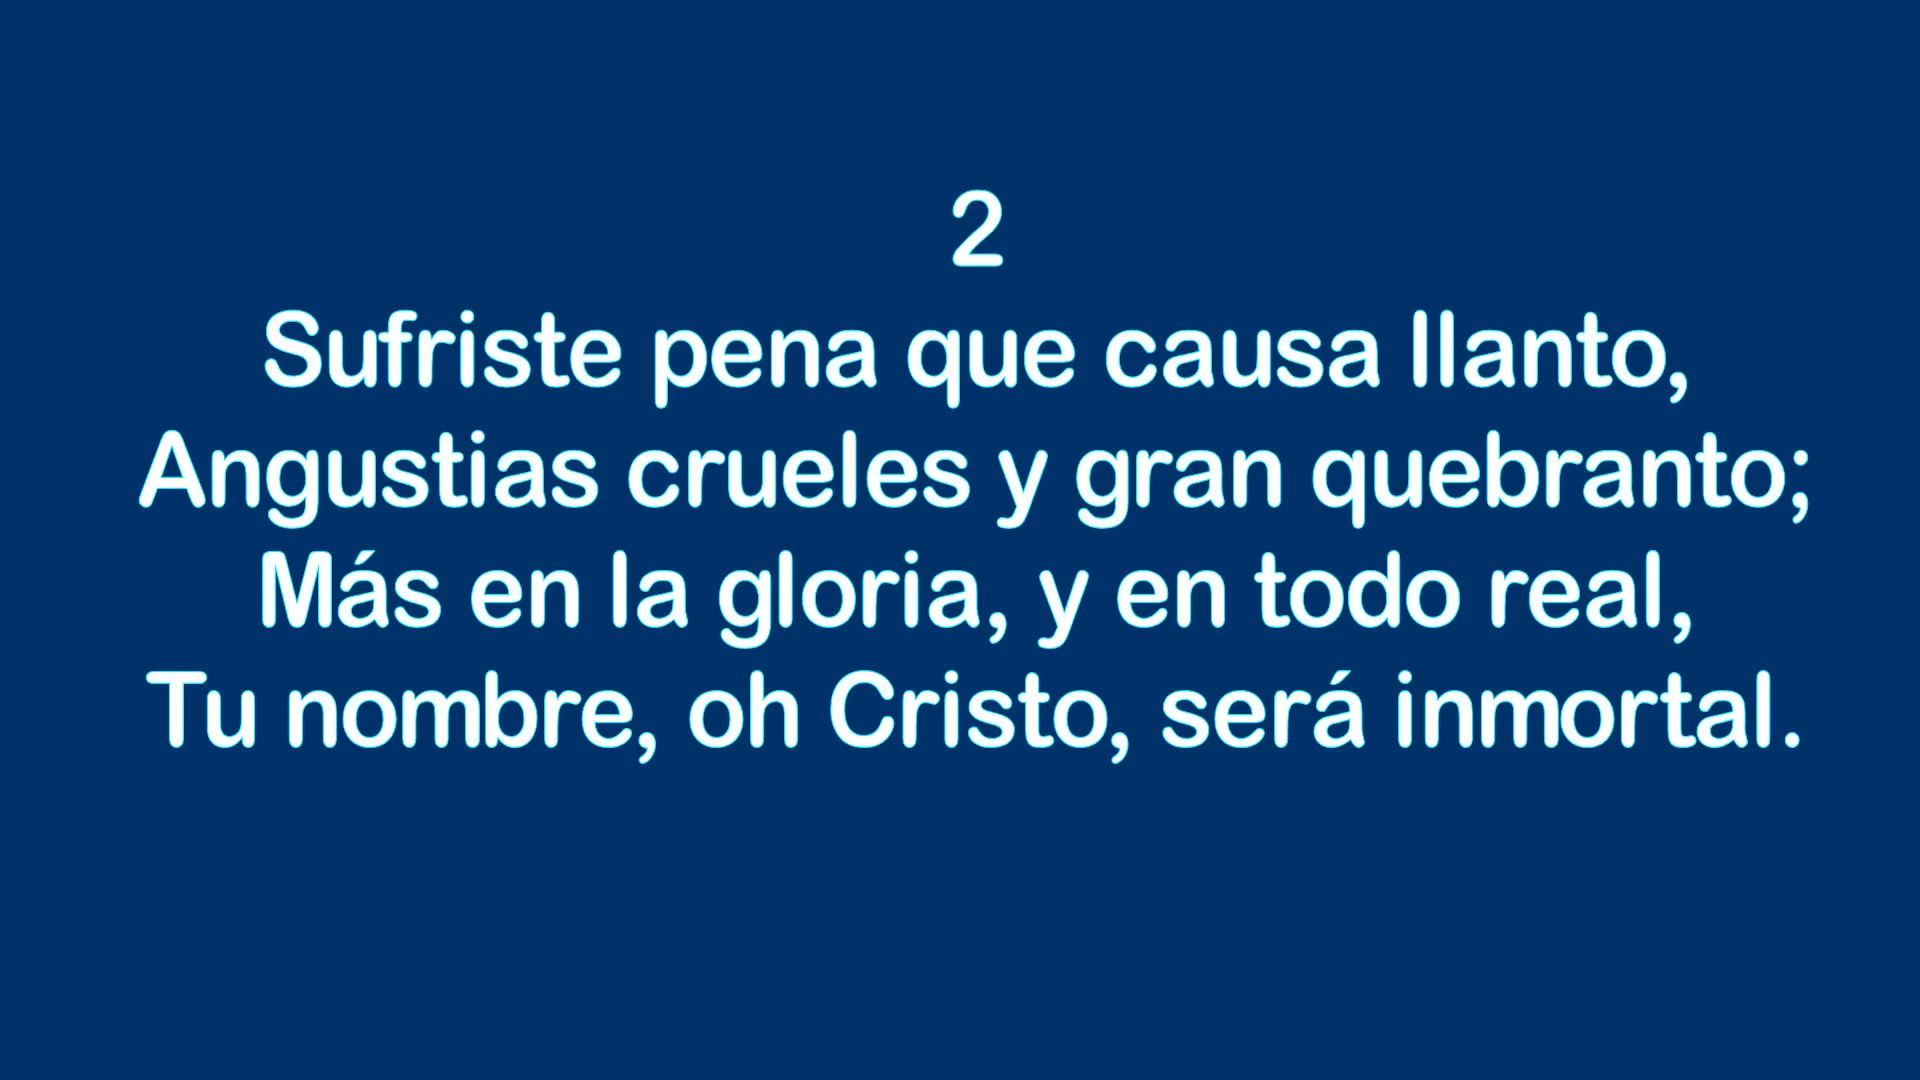 2
Sufriste pena que causa llanto,
Angustias crueles y gran quebranto;
Más en la gloria, y en todo real,
Tu nombre, oh Cristo, será inmortal.